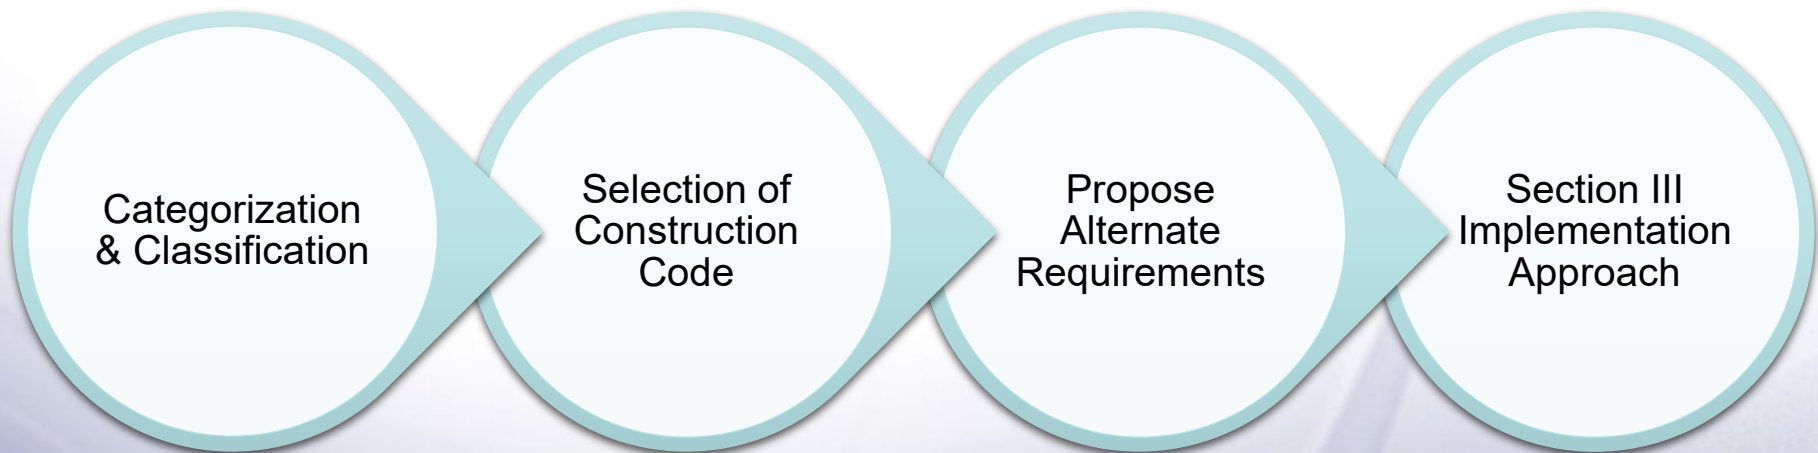 Categorization
& Classification
Selection of
Construction
Code
Propose
Alternate
Requirements
Section III
Implementation
Approach